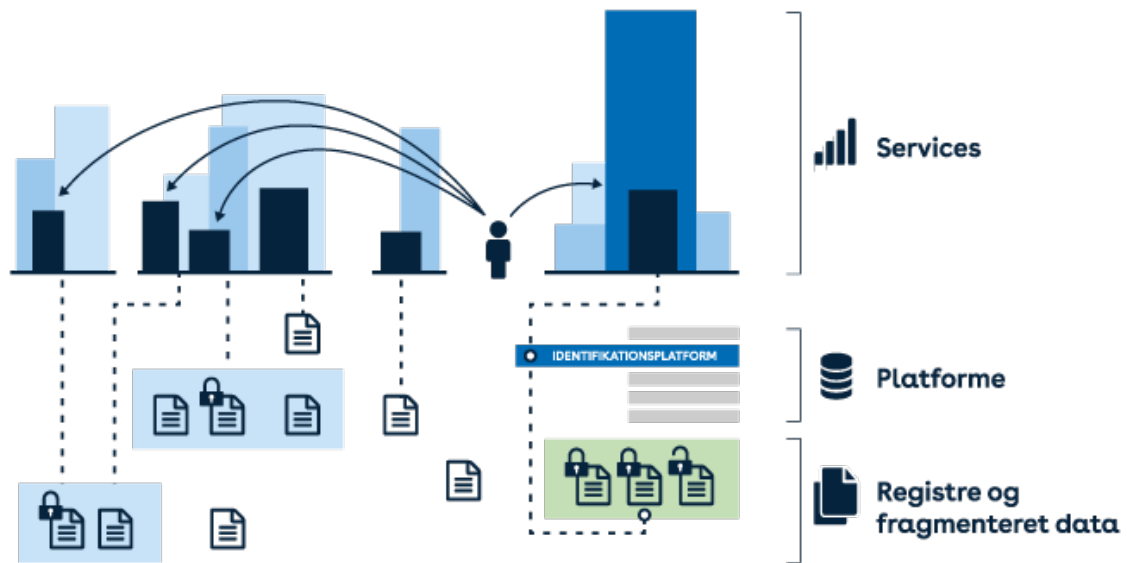 Services
IDENTIFIKATIONSPLATFORM
Platforme
Registre og
fragmenteret data